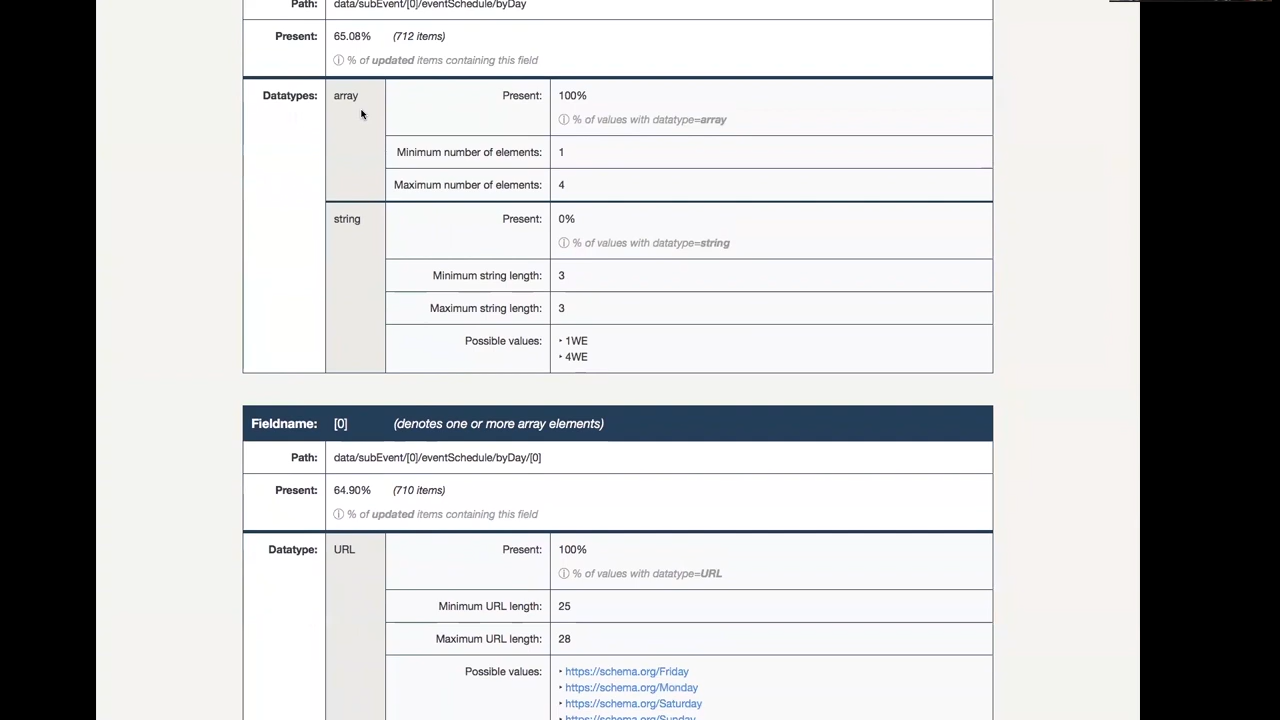 Path: data/subEvent/[0]/eventSchedule/byDay
Present: 65.08% (712 items)
ⓘ % of updated items containing this field
Datatypes: array Present: 100%
ⓘ % of values with datatype=array
Minimum number of elements: 1
Maximum number of elements: 4
string Present: 0%
ⓘ % of values with datatype=string
Minimum string length: 3
Maximum string length: 3
Possible values: ‣ 1WE
‣ 4WE
Fieldname: [0] (denotes one or more array elements)
Path: data/subEvent/[0]/eventSchedule/byDay/[0]
Present: 64.90% (710 items)
ⓘ % of updated items containing this field
Datatype: URL Present: 100%
ⓘ % of values with datatype=URL
Minimum URL length: 25
Maximum URL length: 28
Possible values: ‣ https://schema.org/Friday
‣ https://schema.org/Monday
‣ https://schema.org/Saturday
‣ https://schema.org/Sunday